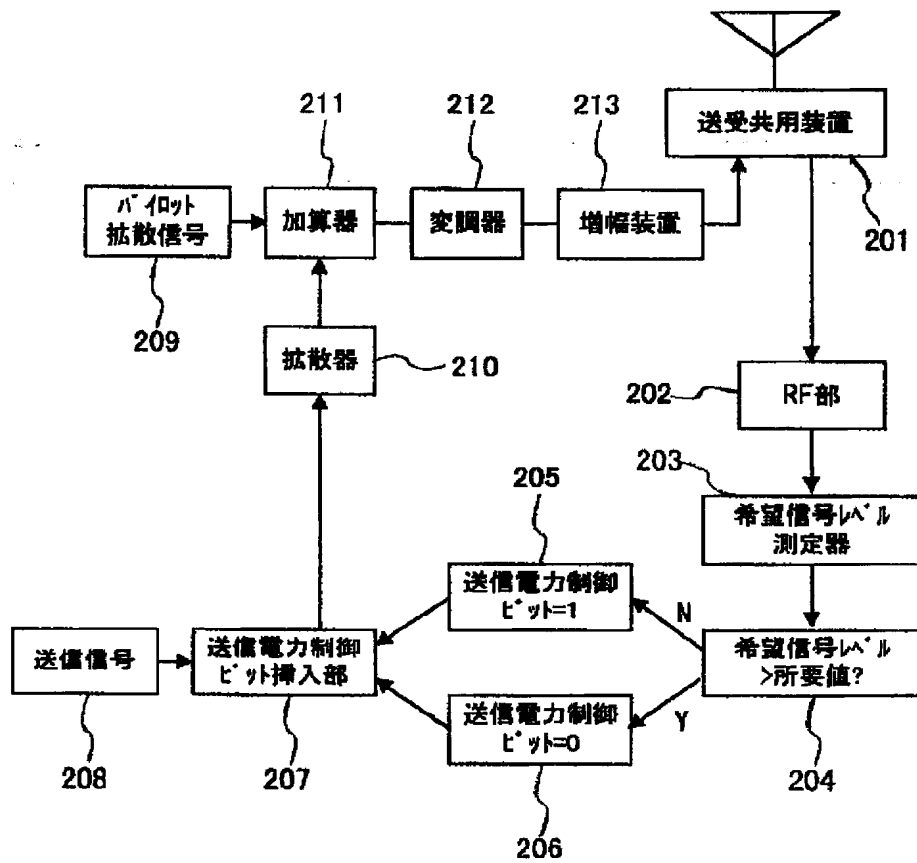 211
212
213
送受共用装置
パイロット
拡散信号
加算器
変調器
増幅装置
201
209
拡散器
210
202
RF部
203
希望信号レベル
測定器
205
送信電力制御
ビット=1
N
送信信号
送信電力制御
ビット挿入部
希望信号レベル
>所要値?
Y
送信電力制御
ビット=0
208
207
204
206